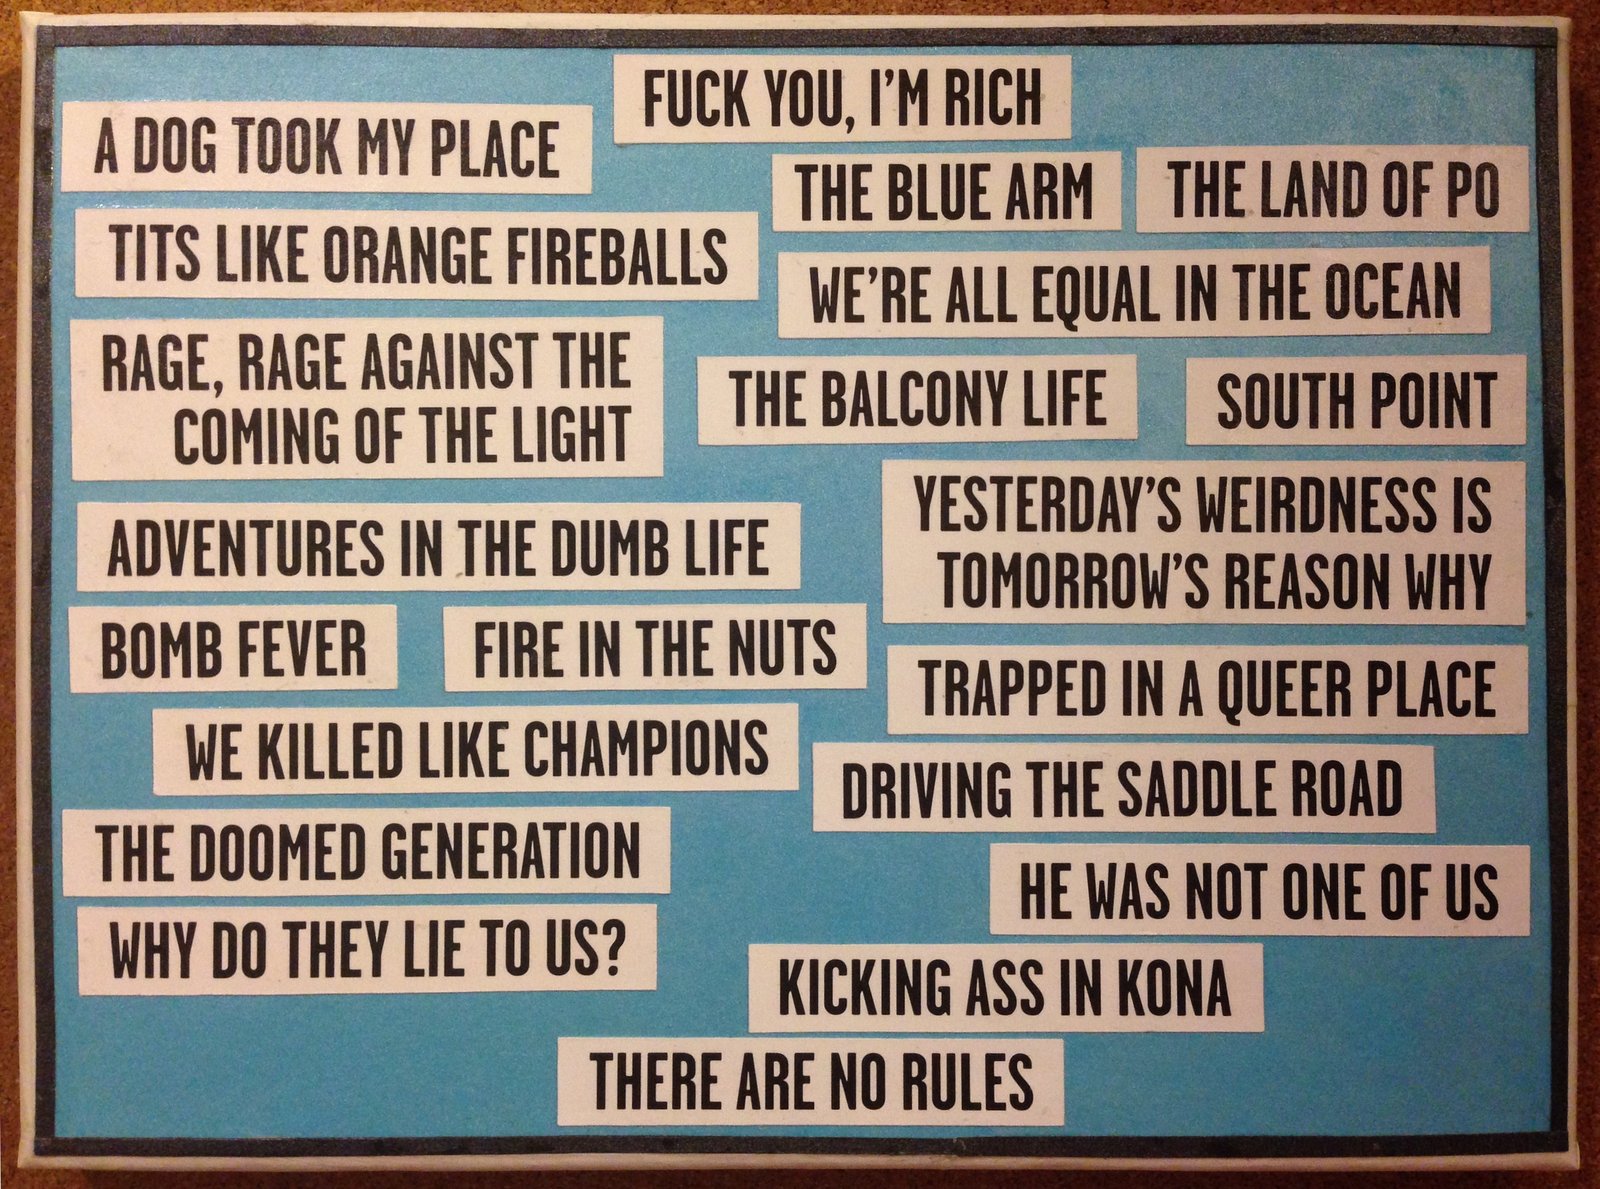 FUCK YOU, I'M RICH
A DOG TOOK MY PLACE
THE BLUE ARM
THE LAND OF PO
TITS LIKE ORANGE FIREBALLS
WE'RE ALL EQUAL IN THE OCEAN
RAGE, RAGE AGAINST THE
COMING OF THE LIGHT
THE BALCONY LIFE
SOUTH POINT
YESTERDAY'S WEIRDNESS IS
TOMORROW'S REASON WHY
ADVENTURES IN THE DUMB LIFE
BOMB FEVER
FIRE IN THE NUTS
TRAPPED IN A QUEER PLACE
WE KILLED LIKE CHAMPIONS
DRIVING THE SADDLE ROAD
THE DOOMED GENERATION
HE WAS NOT ONE OF US
WHY DO THEY LIE TO US?
KICKING ASS IN KONA
THERE ARE NO RULES